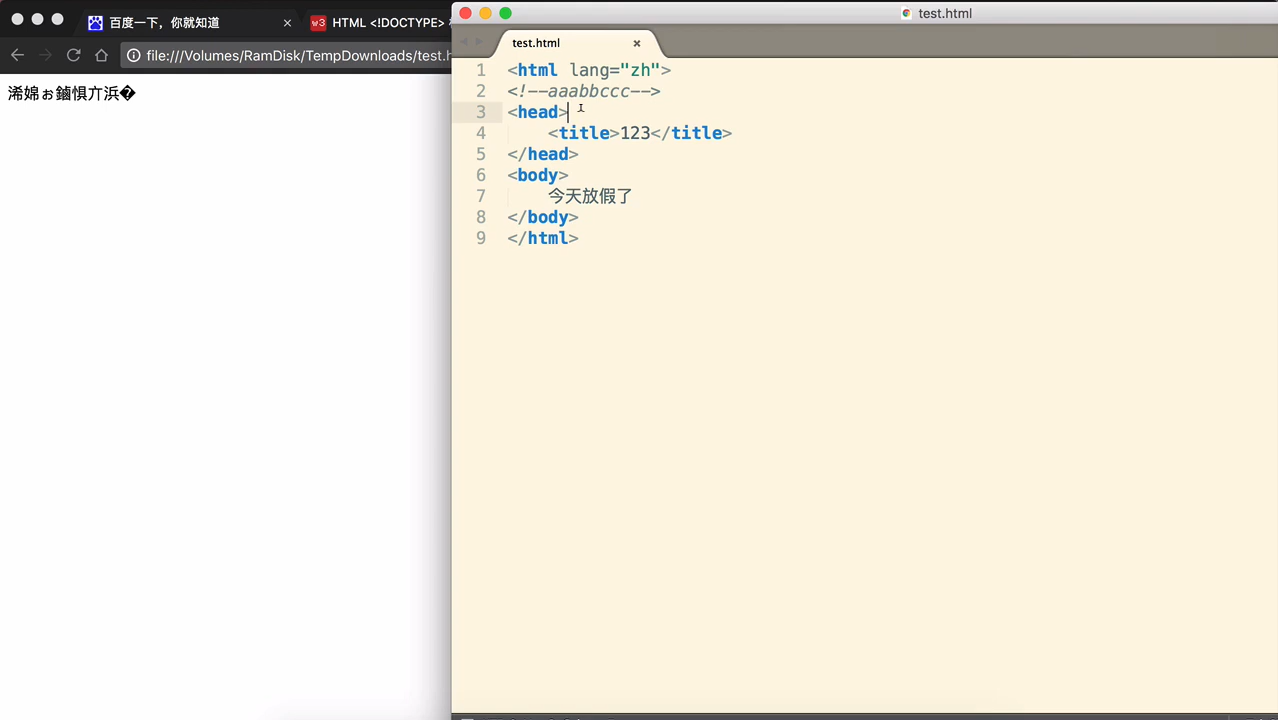 百度一下，你就知道
HTML <!DOCTYPE>
file:///Volumes/RamDisk/TempDownloads/test.h
浠婂ぉ鏀惧亣浜�
test.html
test.html
1 <html lang="zh">
2 <!--aaabbccc-->
3 <head>
4 <title>123</title>
5 </head>
6 <body>
7 今天放假了
8 </body>
9 </html>